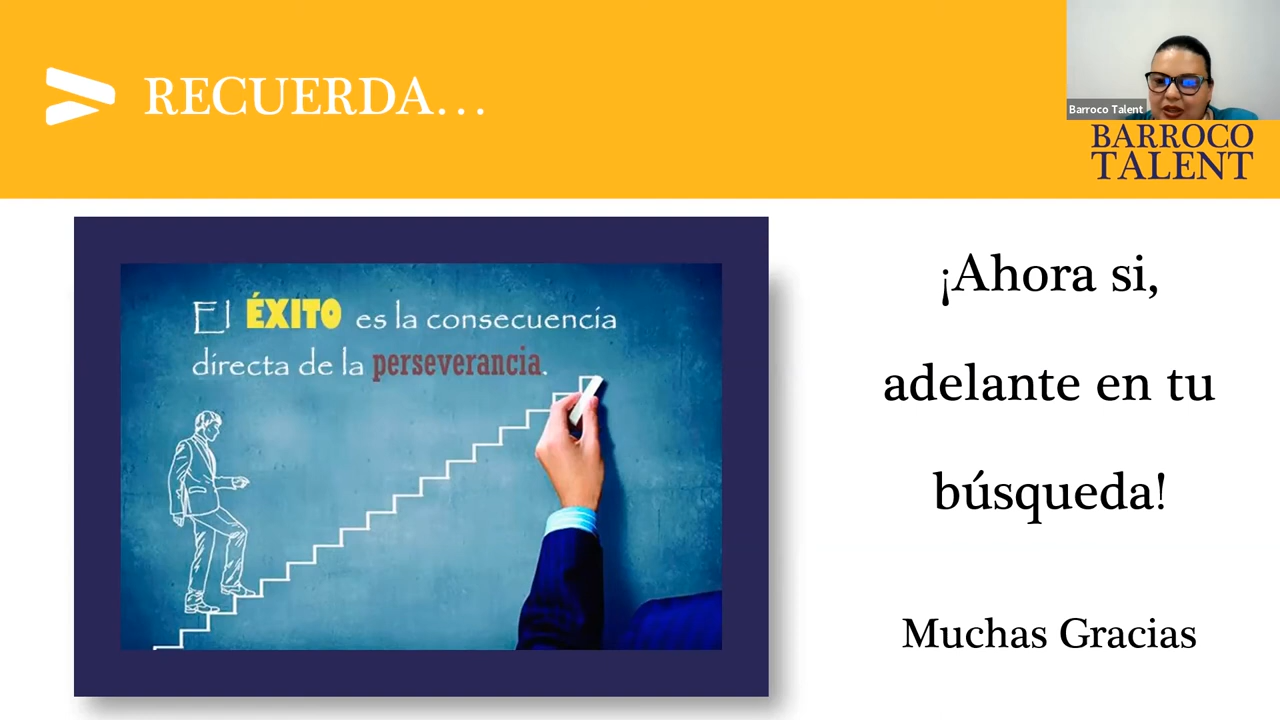 RECUERDA...
Barroco Talent
BARROCO
TALENT
El ÉXITO es la consecuencia
directa de la perseverancia.
¡Ahora si,
adelante en tu
búsqueda!
Muchas Gracias